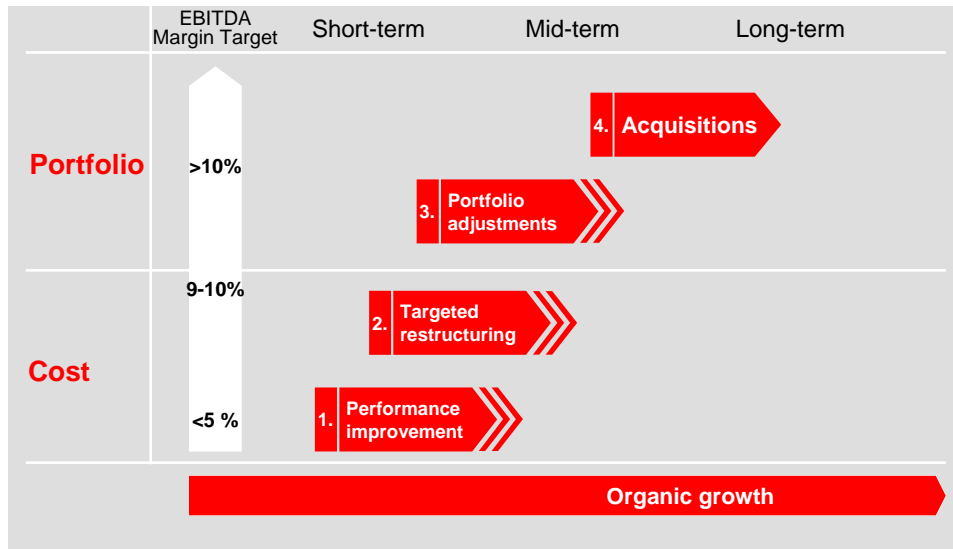 EBITDA
Margin Target
Short-term
Mid-term
Long-term
4. Acquisitions
Portfolio
>10%
3. Portfolio
adjustments
9-10%
2. Targeted
restructuring
Cost
<5 %
1. Performance
improvement
Organic growth